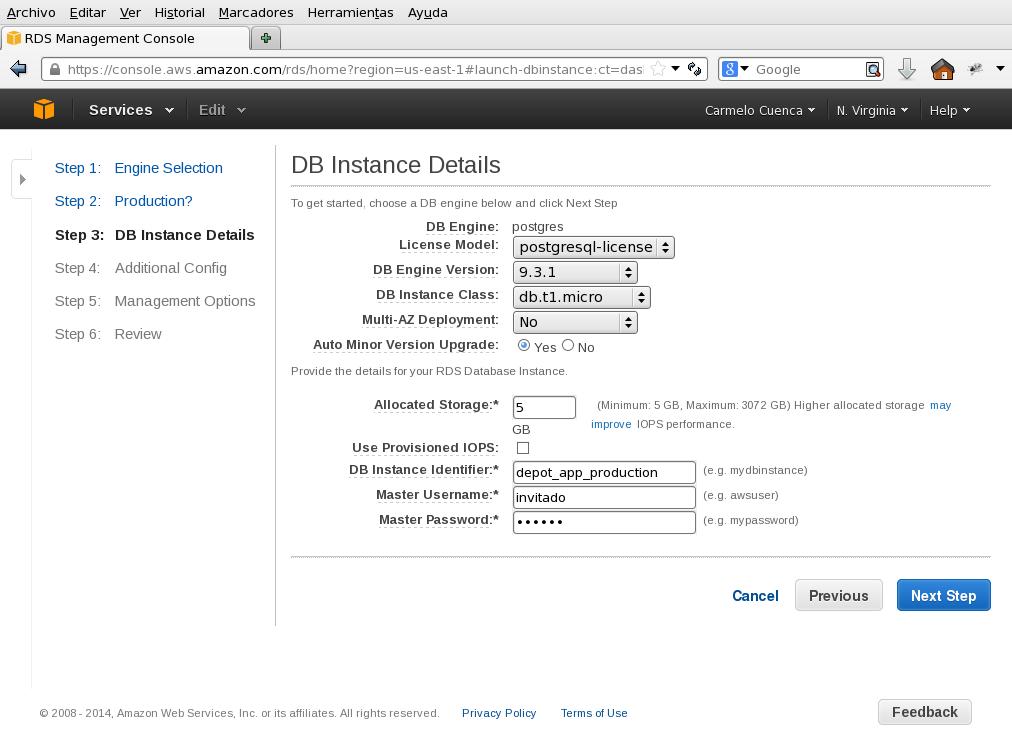 Archivo Editar Ver Historial Marcadores Herramientas Ayuda
RDS Management Console
https://console.aws.amazon.com/rds/home?region=us-east-1#launch-dbinstance:ct=das Google
Services Edit Carmelo Cuenca N. Virginia Help
Step 1: Engine Selection
Step 2: Production?
Step 3: DB Instance Details
Step 4: Additional Config
Step 5: Management Options
Step 6: Review
DB Instance Details
To get started, choose a DB engine below and click Next Step
DB Engine: postgres
License Model: postgresql-license
DB Engine Version: 9.3.1
DB Instance Class: db.t1.micro
Multi-AZ Deployment: No
Auto Minor Version Upgrade: Yes No
Provide the details for your RDS Database Instance.
Allocated Storage:* 5 (Minimum: 5 GB, Maximum: 3072 GB) Higher allocated storage may
GB improve IOPS performance.
Use Provisioned IOPS:
DB Instance Identifier:* depot_app_production (e.g. mydbinstance)
Master Username:* invitado (e.g. awsuser)
Master Password:* •••••• (e.g. mypassword)
Cancel Previous Next Step
© 2008 - 2014, Amazon Web Services, Inc. or its affiliates. All rights reserved. Privacy Policy Terms of Use Feedback